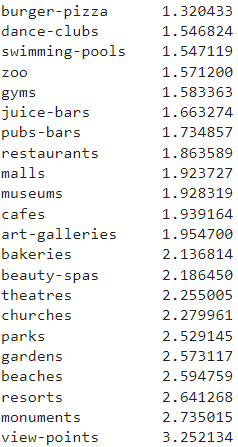 burger-pizza 1.320433
dance-clubs 1.546824
swimming-pools 1.547119
zoo 1.571200
gyms 1.583363
juice-bars 1.663274
pubs-bars 1.734857
restaurants 1.863589
malls 1.923727
museums 1.928319
cafes 1.939164
art-galleries 1.954700
bakeries 2.136814
beauty-spas 2.186450
theatres 2.255005
churches 2.279961
parks 2.529145
gardens 2.573117
beaches 2.594759
resorts 2.641268
monuments 2.735015
view-points 3.252134